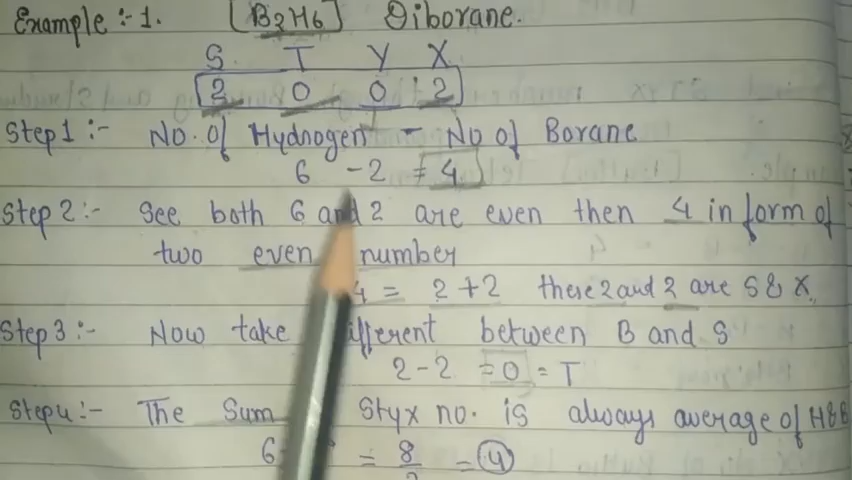 Example :- 1. [B2H6] Diborane.
S T Y X
2 0 0 2
Step 1 :- No. of Hydrogen - No of Borane
6 - 2 = 4
Step 2 :- See both 6 and 2 are even then 4 in form of
two even number
4 = 2 + 2 these 2 and 2 are S & X.
Step 3 :- Now take different between B and S
2 - 2 = 0 = T
Step 4 :- The Sum Styx no. is always average of H&B
6 = 8/2 = 4